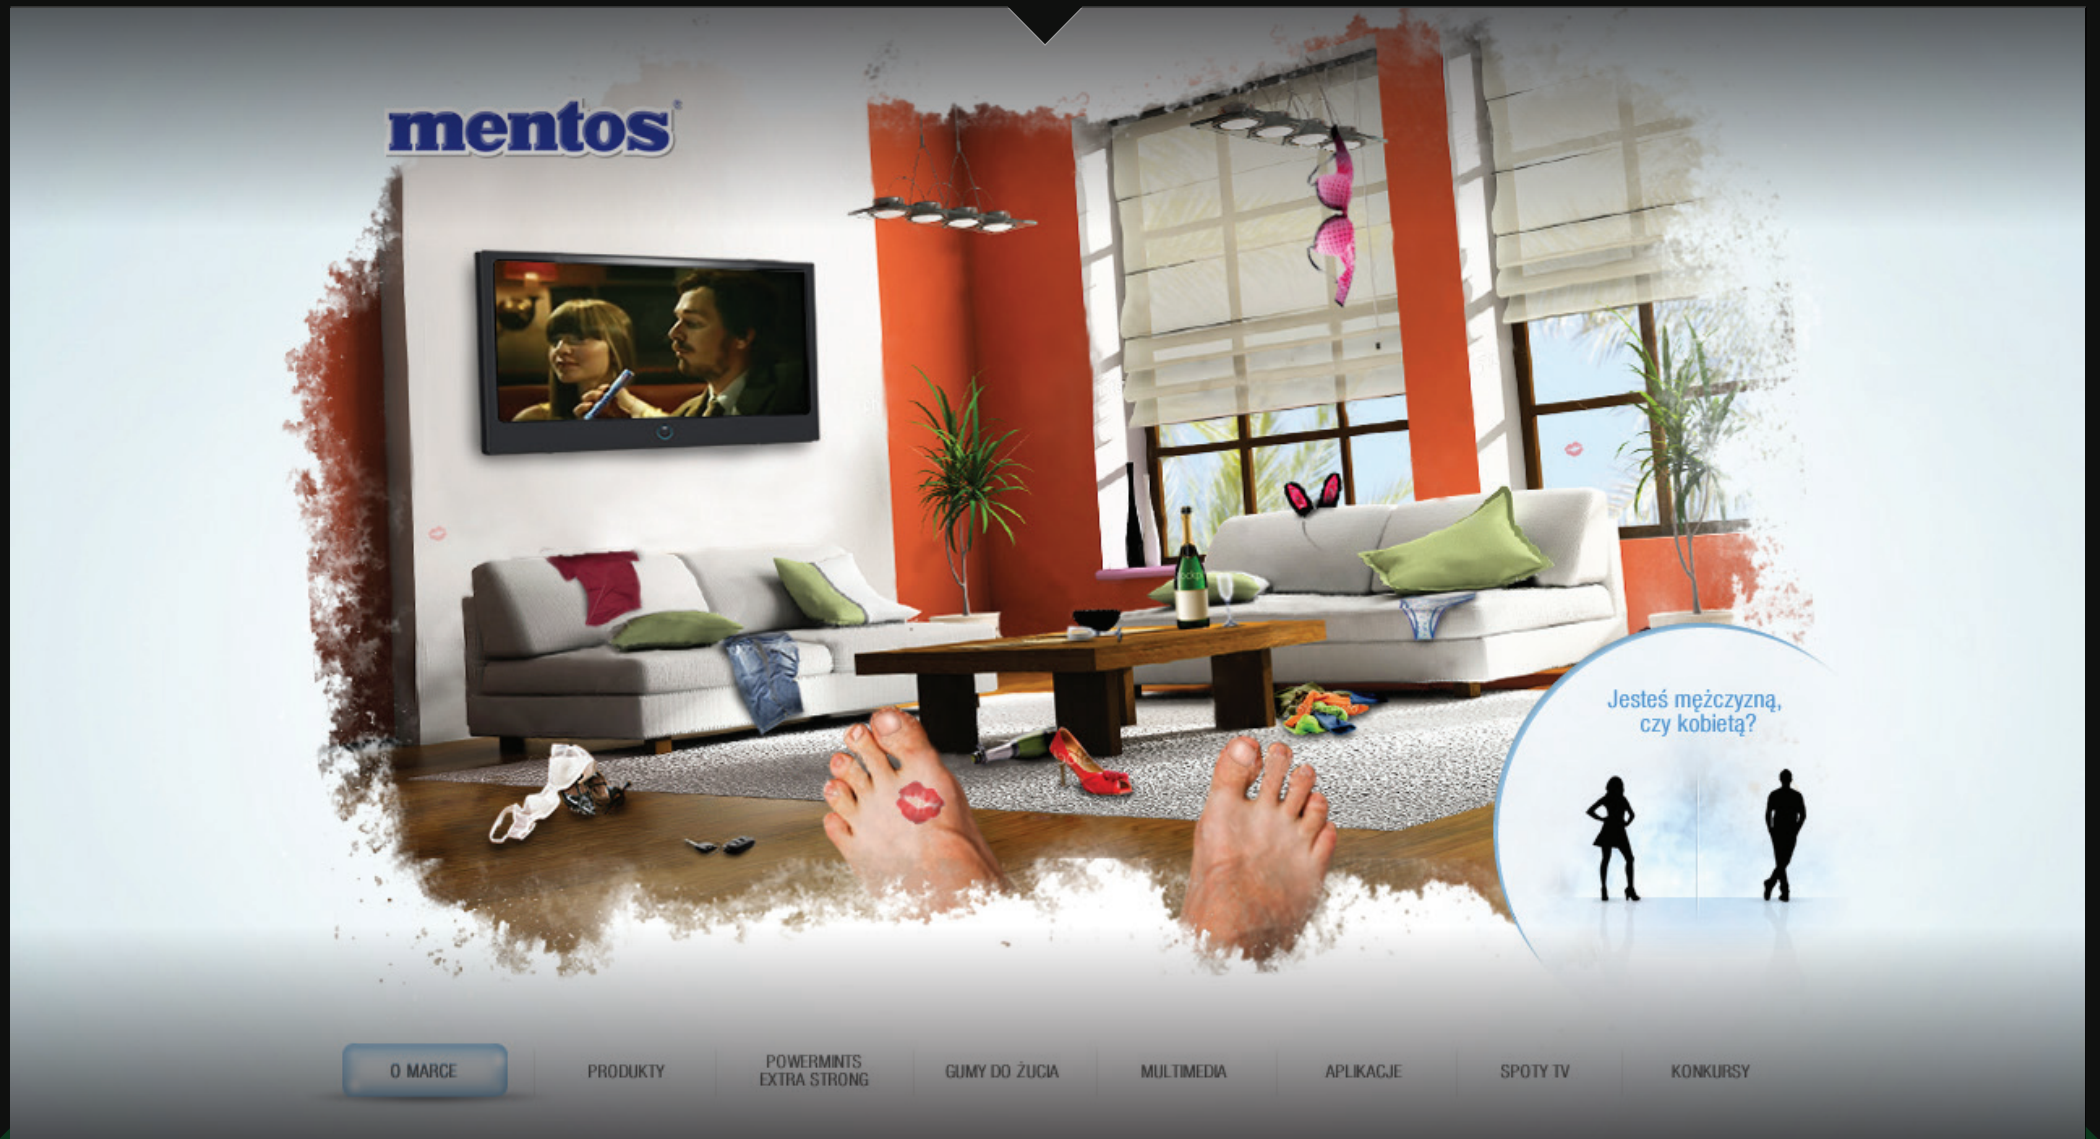 mentos
Jesteś mężczyzną,
czy kobietą?
O MARCE
PRODUKTY
POWERMINTS
EXTRA STRONG
GUMY DO ŻUCIA
MULTIMEDIA
APLIKACJE
SPOTY TV
KONKURSY